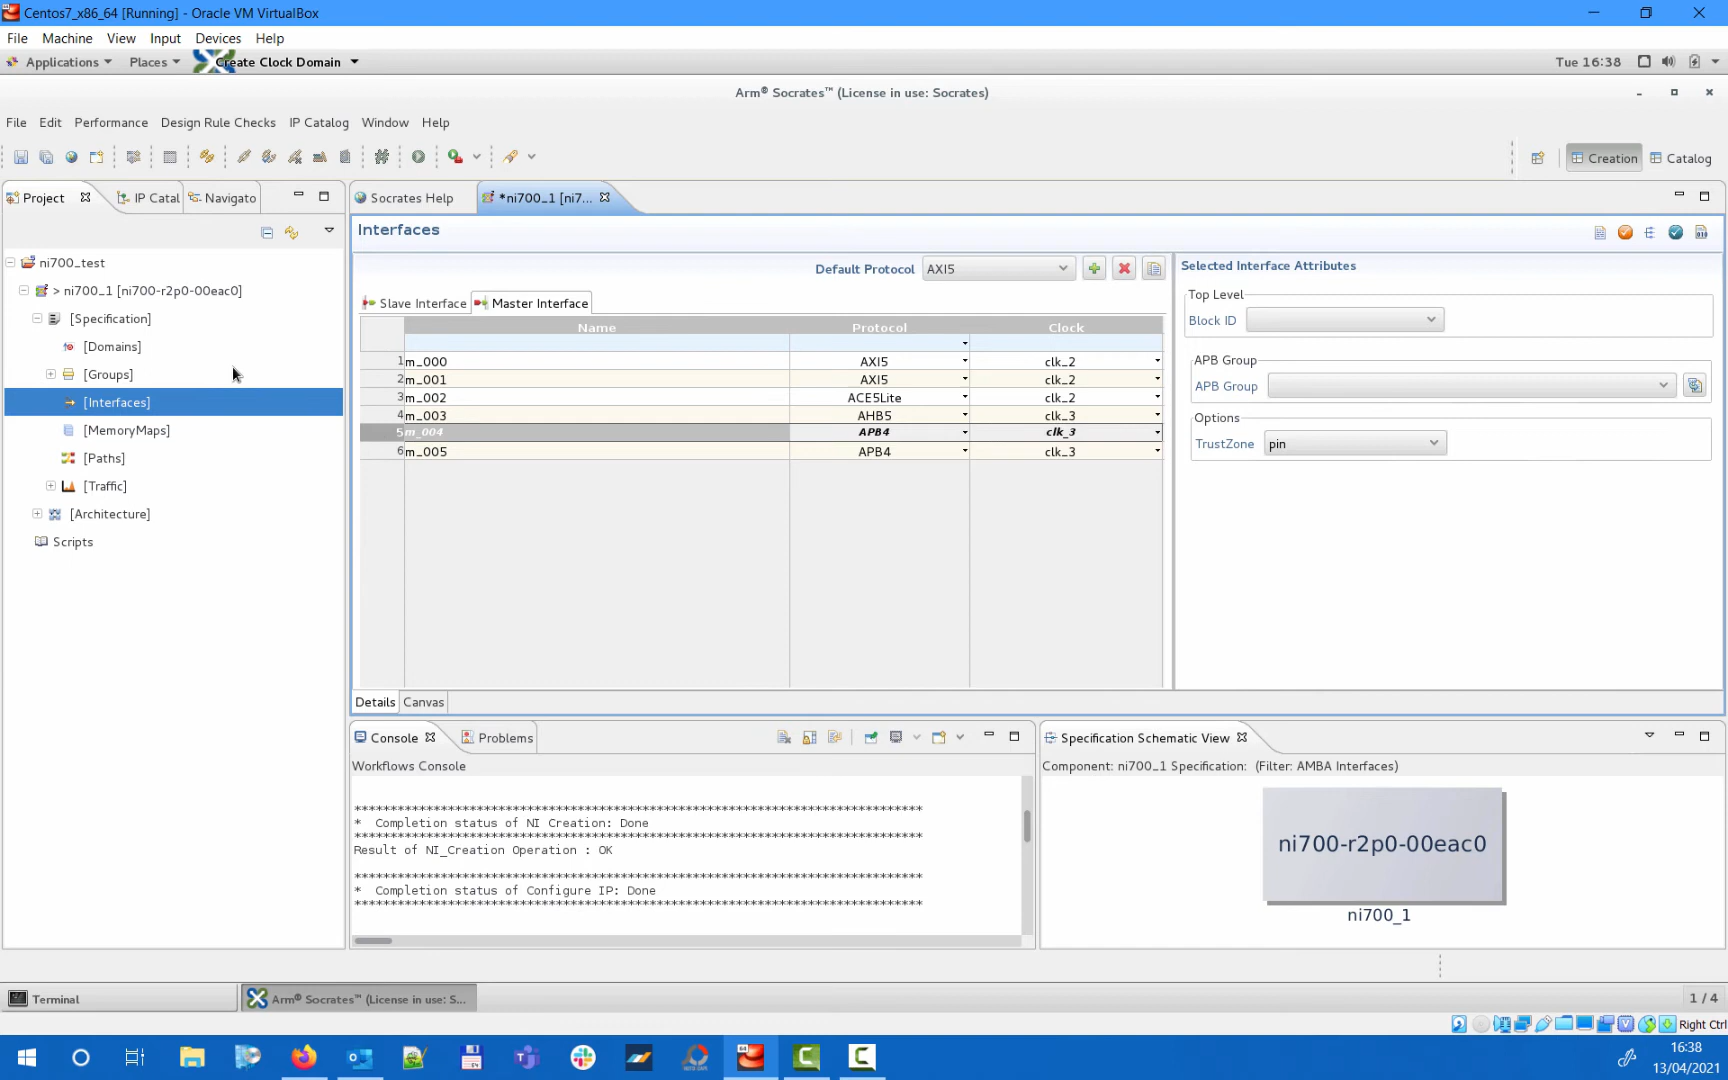 Centos7_x86_64 [Running] - Oracle VM VirtualBox
File Machine View Input Devices Help
Applications Places Create Clock Domain Tue 16:38
Arm® Socrates™ (License in use: Socrates)
File Edit Performance Design Rule Checks IP Catalog Window Help
Creation Catalog
Project IP Catal Navigato
Socrates Help *ni700_1 [ni7...
Interfaces
ni700_test
> ni700_1 [ni700-r2p0-00eac0]
[Specification]
[Domains]
[Groups]
[Interfaces]
[MemoryMaps]
[Paths]
[Traffic]
[Architecture]
Scripts
Default Protocol AXI5
Slave Interface Master Interface
Name Protocol Clock
1 m_000 AXI5 clk_2
2 m_001 AXI5 clk_2
3 m_002 ACE5Lite clk_2
4 m_003 AHB5 clk_3
5 m_004 APB4 clk_3
6 m_005 APB4 clk_3
Selected Interface Attributes
Top Level
Block ID
APB Group
APB Group
Options
TrustZone pin
Details Canvas
Console Problems
Workflows Console
*******************************************************************************
* Completion status of NI Creation: Done
*******************************************************************************
Result of NI_Creation Operation : OK
*******************************************************************************
* Completion status of Configure IP: Done
*******************************************************************************
Specification Schematic View
Component: ni700_1 Specification: (Filter: AMBA Interfaces)
ni700-r2p0-00eac0
ni700_1
Terminal Arm® Socrates™ (License in use: S... 1 / 4
Right Ctrl
16:38
13/04/2021